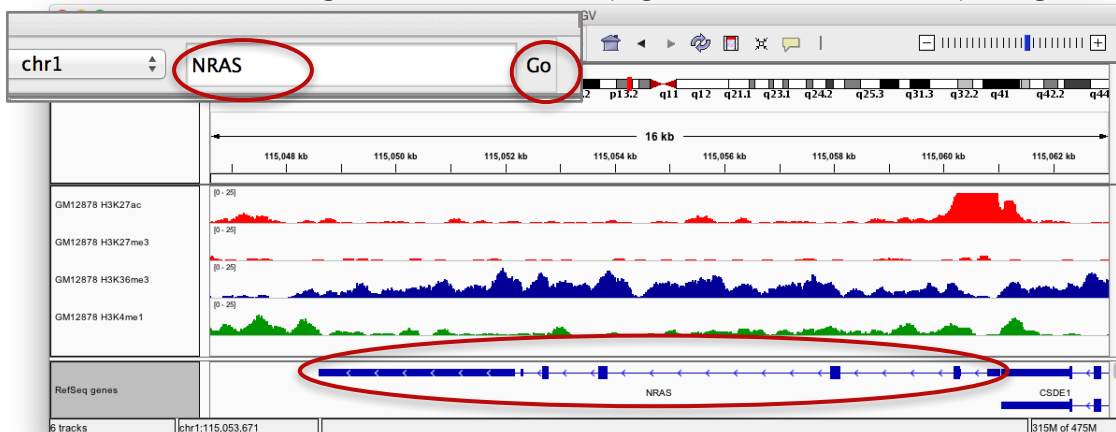 GV
chr1 NRAS Go
p13.2 q11 q12 q21.1 q23.1 q24.2 q25.3 q31.3 q32.2 q41 q42.2 q44
16 kb
115,048 kb 115,050 kb 115,052 kb 115,054 kb 115,056 kb 115,058 kb 115,060 kb 115,062 kb
[0 - 25]
GM12878 H3K27ac
[0 - 25]
GM12878 H3K27me3
[0 - 25]
GM12878 H3K36me3
[0 - 25]
GM12878 H3K4me1
RefSeq genes
NRAS CSDE1
6 tracks chr1:115,053,671 315M of 475M